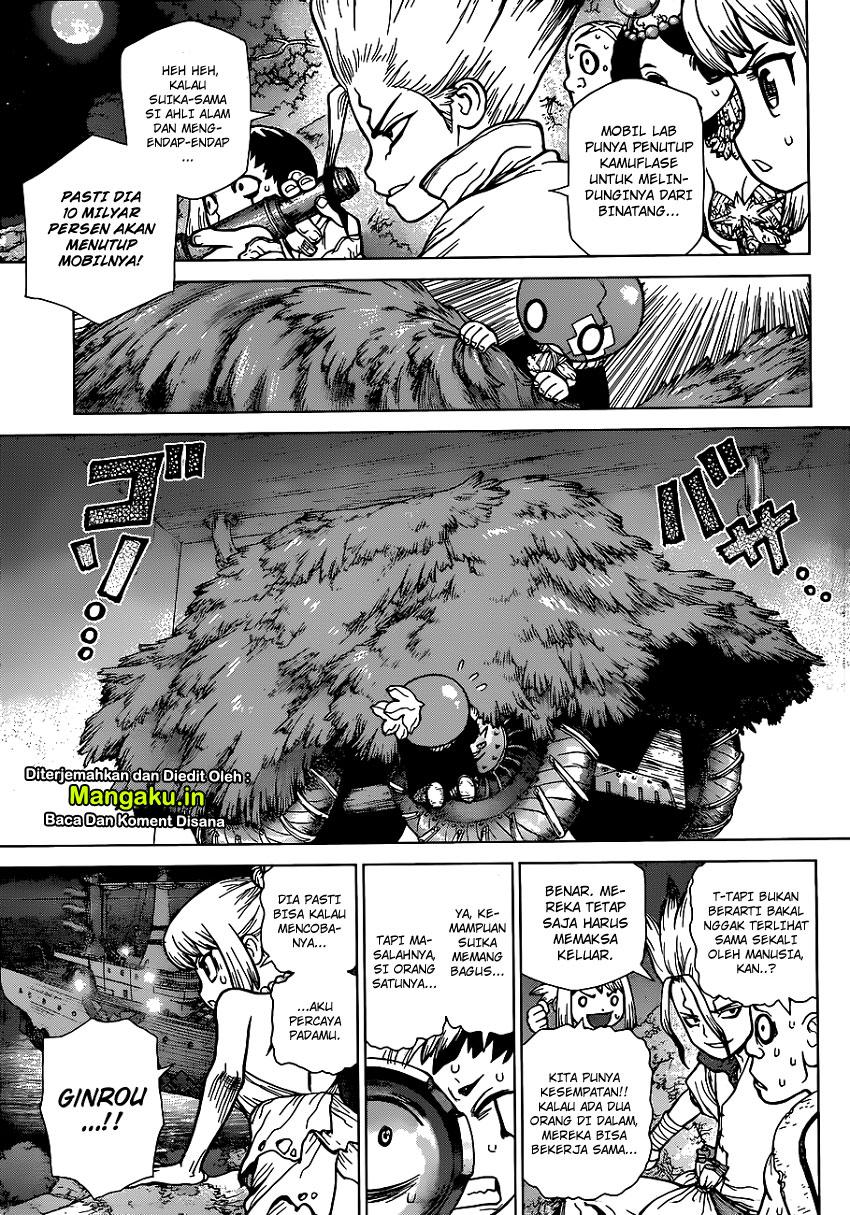 MOBIL LAB
PUNYA PENUTUP
KAMUFLASE
UNTUK MELIN-
DUNGINYA DARI
BINATANG...
HEH HEH,
KALAU
SUIKA-SAMA
SI AHLI ALAM
DAN MENG-
ENDAP-ENDAP
...
PASTI DIA
10 MILYAR
PERSEN AKAN
MENUTUP
MOBILNYA!
バサ...
ゴソ...
Diterjemahkan dan Diedit Oleh :
Mangaku.in
Baca Dan Koment Disana
T-TAPI BUKAN
BERARTI BAKAL
NGGAK TERLIHAT
SAMA SEKALI
OLEH MANUSIA,
KAN..?
BENAR. ME-
REKA TETAP
SAJA HARUS
MEMAKSA
KELUAR.
KITA PUNYA
KESEMPATAN!!
KALAU ADA DUA
ORANG DI DALAM,
MEREKA BISA
BEKERJA SAMA...
YA, KE-
MAMPUAN
SUIKA
MEMANG
BAGUS...
TAPI MA-
SALAHNYA,
SI ORANG
SATUNYA...
DIA PASTI
BISA KALAU
MENCOBA-
NYA...
...AKU
PERCAYA
PADAMU.
GINROU
...!!